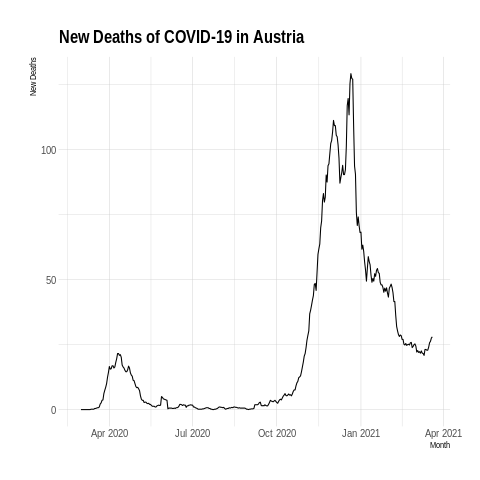 New Deaths of COVID-19 in Austria
New Deaths
100
50
0
Apr 2020
Jul 2020
Oct 2020
Jan 2021
Apr 2021
Month